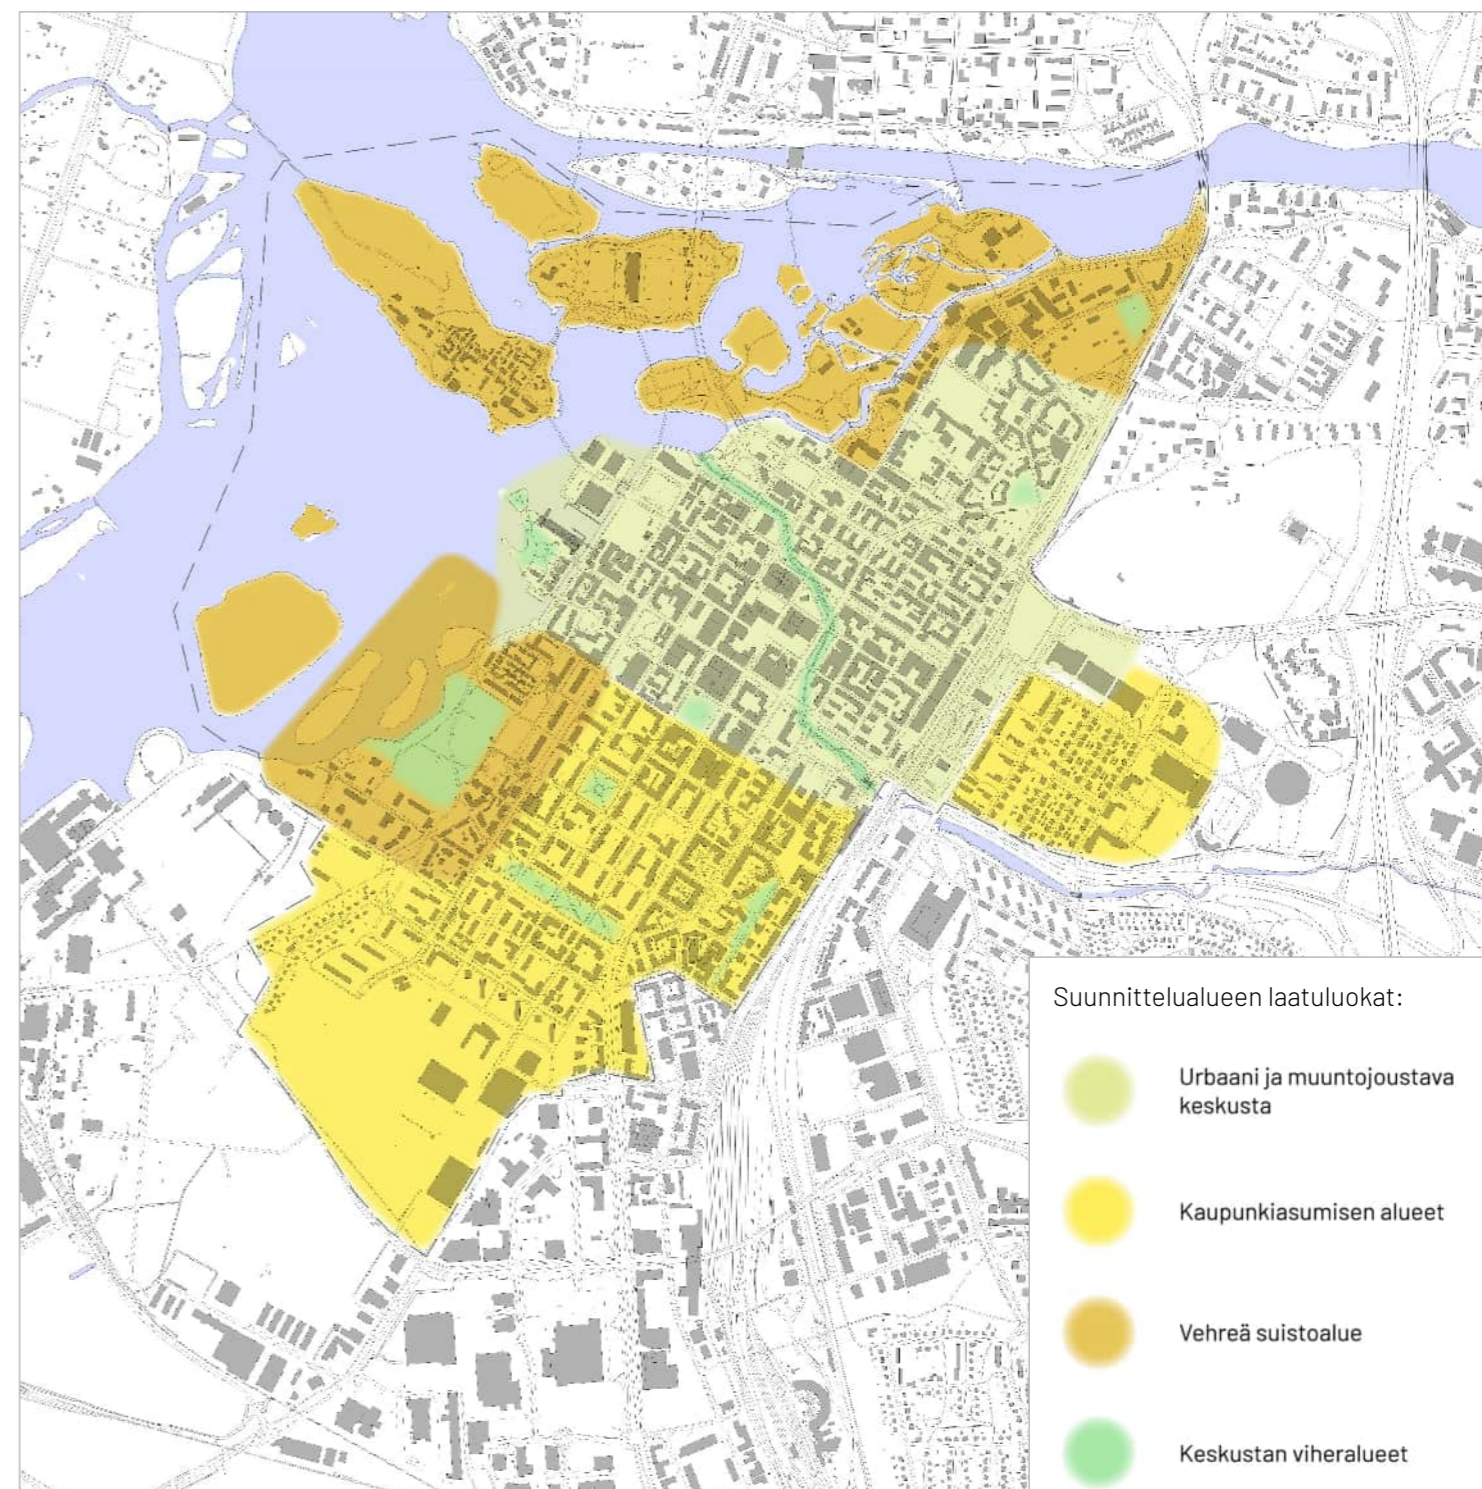 Suunnittelualueen laatuluokat:
Urbaani ja muuntojoustava
keskusta
Kaupunkiasumisen alueet
Vehreä suistoalue
Keskustan viheralueet